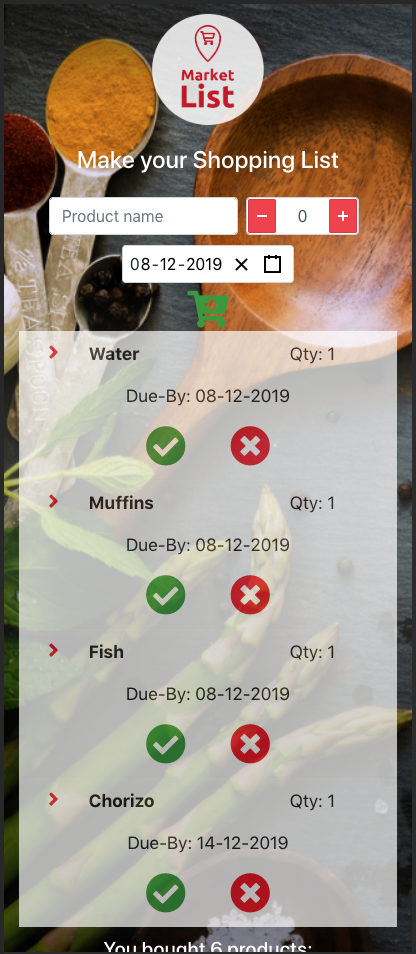 Market
List
Make your Shopping List
Product name
− 0 +
08-12-2019
Water Qty: 1
Due-By: 08-12-2019
Muffins Qty: 1
Due-By: 08-12-2019
Fish Qty: 1
Due-By: 08-12-2019
Chorizo Qty: 1
Due-By: 14-12-2019
You bought 6 products: